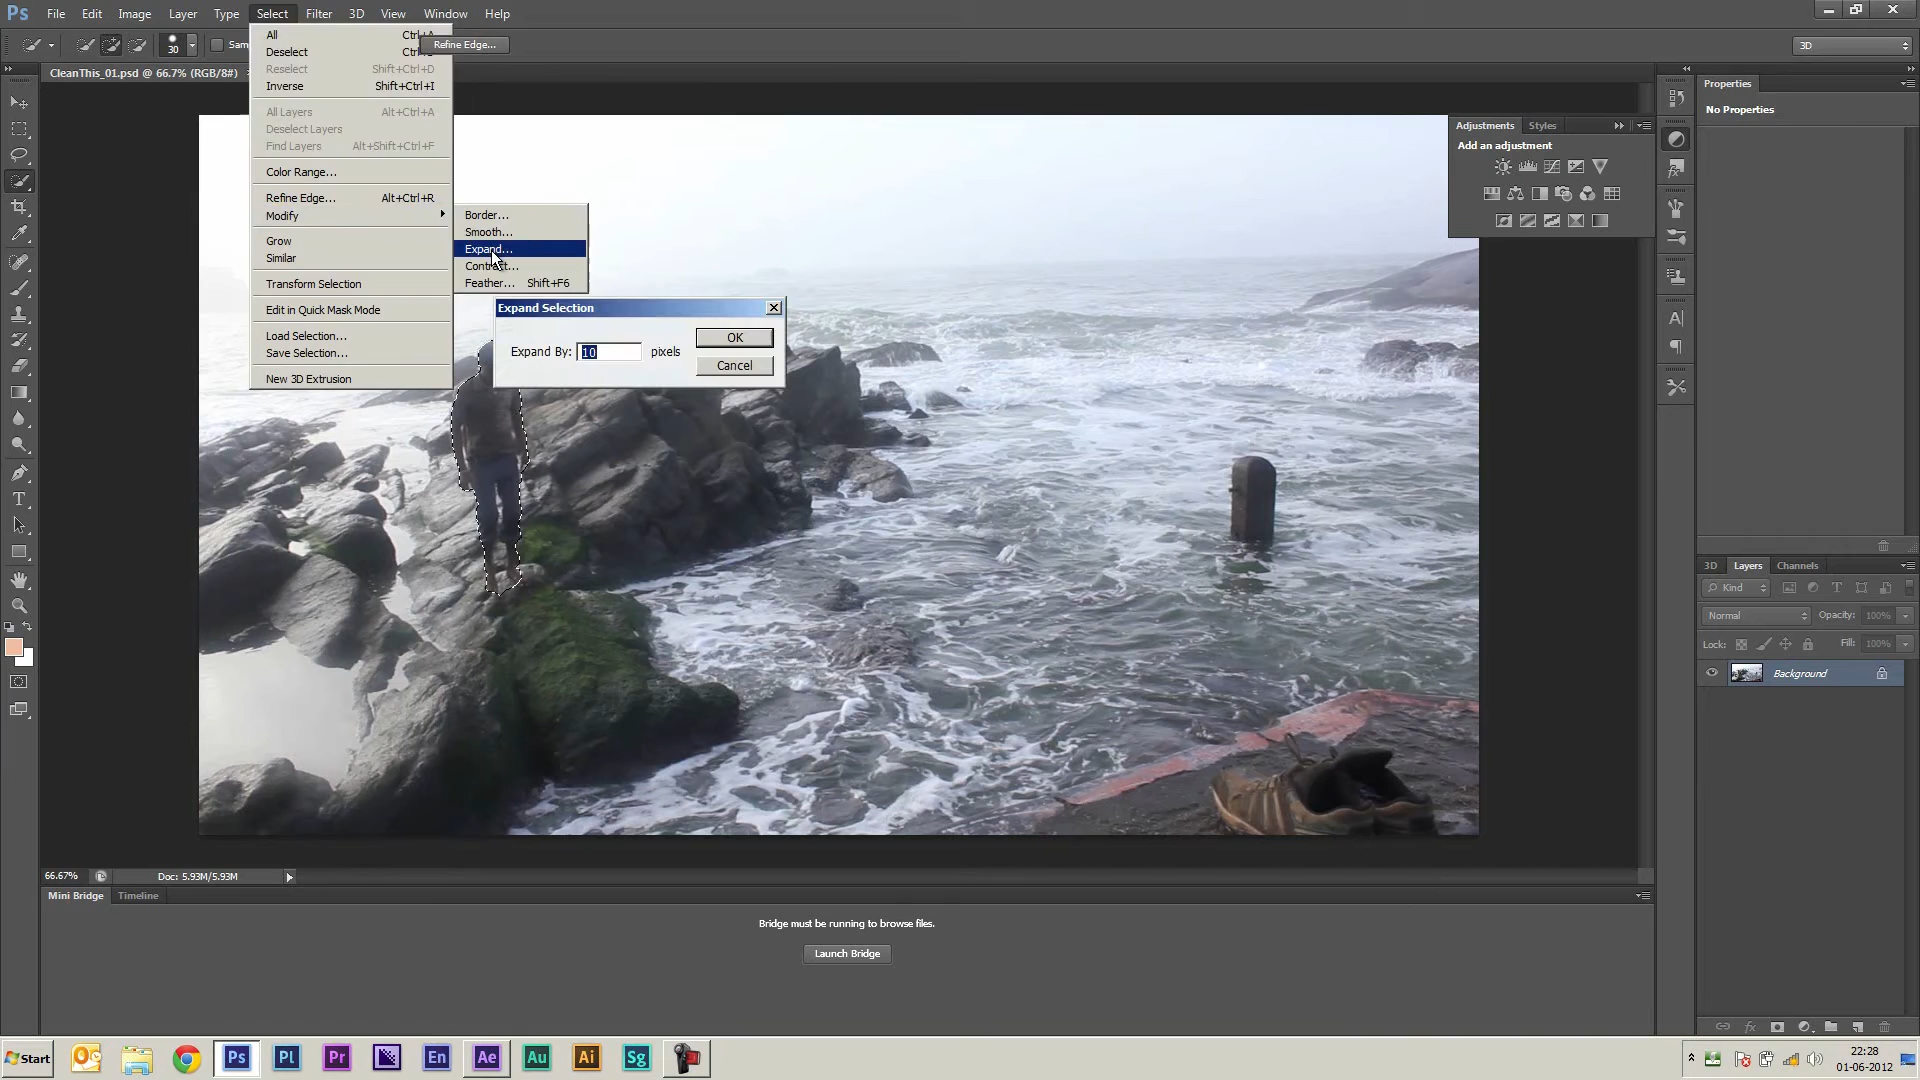 Ps File Edit Image Layer Type Select Filter 3D View Window Help
30 Refine Edge... 3D
CleanThis_01.psd @ 66.7% (RGB/8#)
All
Deselect
Reselect Shift+Ctrl+D
Inverse Shift+Ctrl+I
All Layers Alt+Ctrl+A
Deselect Layers
Find Layers Alt+Shift+Ctrl+F
Color Range...
Refine Edge... Alt+Ctrl+R
Modify
Grow
Similar
Transform Selection
Edit in Quick Mask Mode
Load Selection...
Save Selection...
New 3D Extrusion
Border...
Smooth...
Expand...
Contract...
Feather... Shift+F6
Expand Selection
Expand By: 10 pixels
OK
Cancel
Adjustments Styles
Add an adjustment
Properties
No Properties
3D Layers Channels
Kind
Normal Opacity: 100%
Lock: Fill: 100%
Background
66.67% Doc: 5.93M/5.93M
Mini Bridge Timeline
Bridge must be running to browse files.
Launch Bridge
Start Ps Pl Pr En Ae Au Ai Sg
22:28
01-06-2012